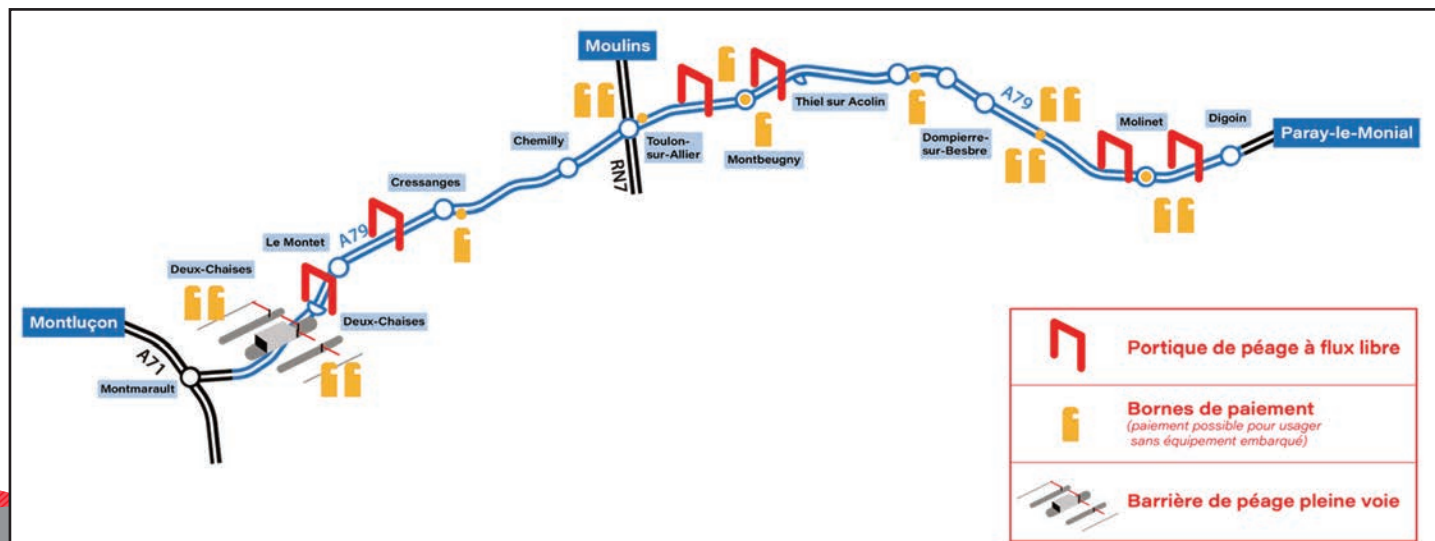 Moulins
Thiel sur Acolin
A79
Molinet
Digoin
Paray-le-Monial
Chemilly
Toulon-
sur-Allier
Montbeugny
Dompierre-
sur-Besbre
RN7
Cressanges
A79
Le Montet
Deux-Chaises
Deux-Chaises
Montluçon
A71
Montmarault
Portique de péage à flux libre
Bornes de paiement
(paiement possible pour usager
sans équipement embarqué)
Barrière de péage pleine voie